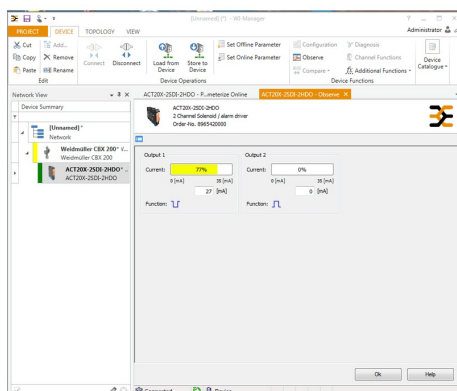 [Unnamed] (*) - WI-Manager
PROJECT DEVICE TOPOLOGY VIEW Administrator
Cut Add...
Copy Remove
Paste Rename
Edit
Connect Disconnect
Load from Device Store to Device
Device Operations
Set Offline Parameter
Set Online Parameter
Configuration Diagnosis
Observe Channel Functions
Compare Additional Functions
Device Functions
Device Catalogue
Network View
Device Summary
[Unnamed]*
Network
Weidmüller CBX 200* V...
Weidmüller CBX 200
ACT20X-2SDI-2HDO* ...
ACT20X-2SDI-2HDO
ACT20X-2SDI-2HDO - P...meterize Online ACT20X-2SDI-2HDO - Observe
ACT20X-2SDI-2HDO
2 Channel Solenoid / alarm driver
Order-No. 8965420000
Output 1 Output 2
Current: 77% Current: 0%
0 [mA] 35 [mA] 0 [mA] 35 [mA]
27 [mA] 0 [mA]
Function: Function:
Ok Help
Connected Device